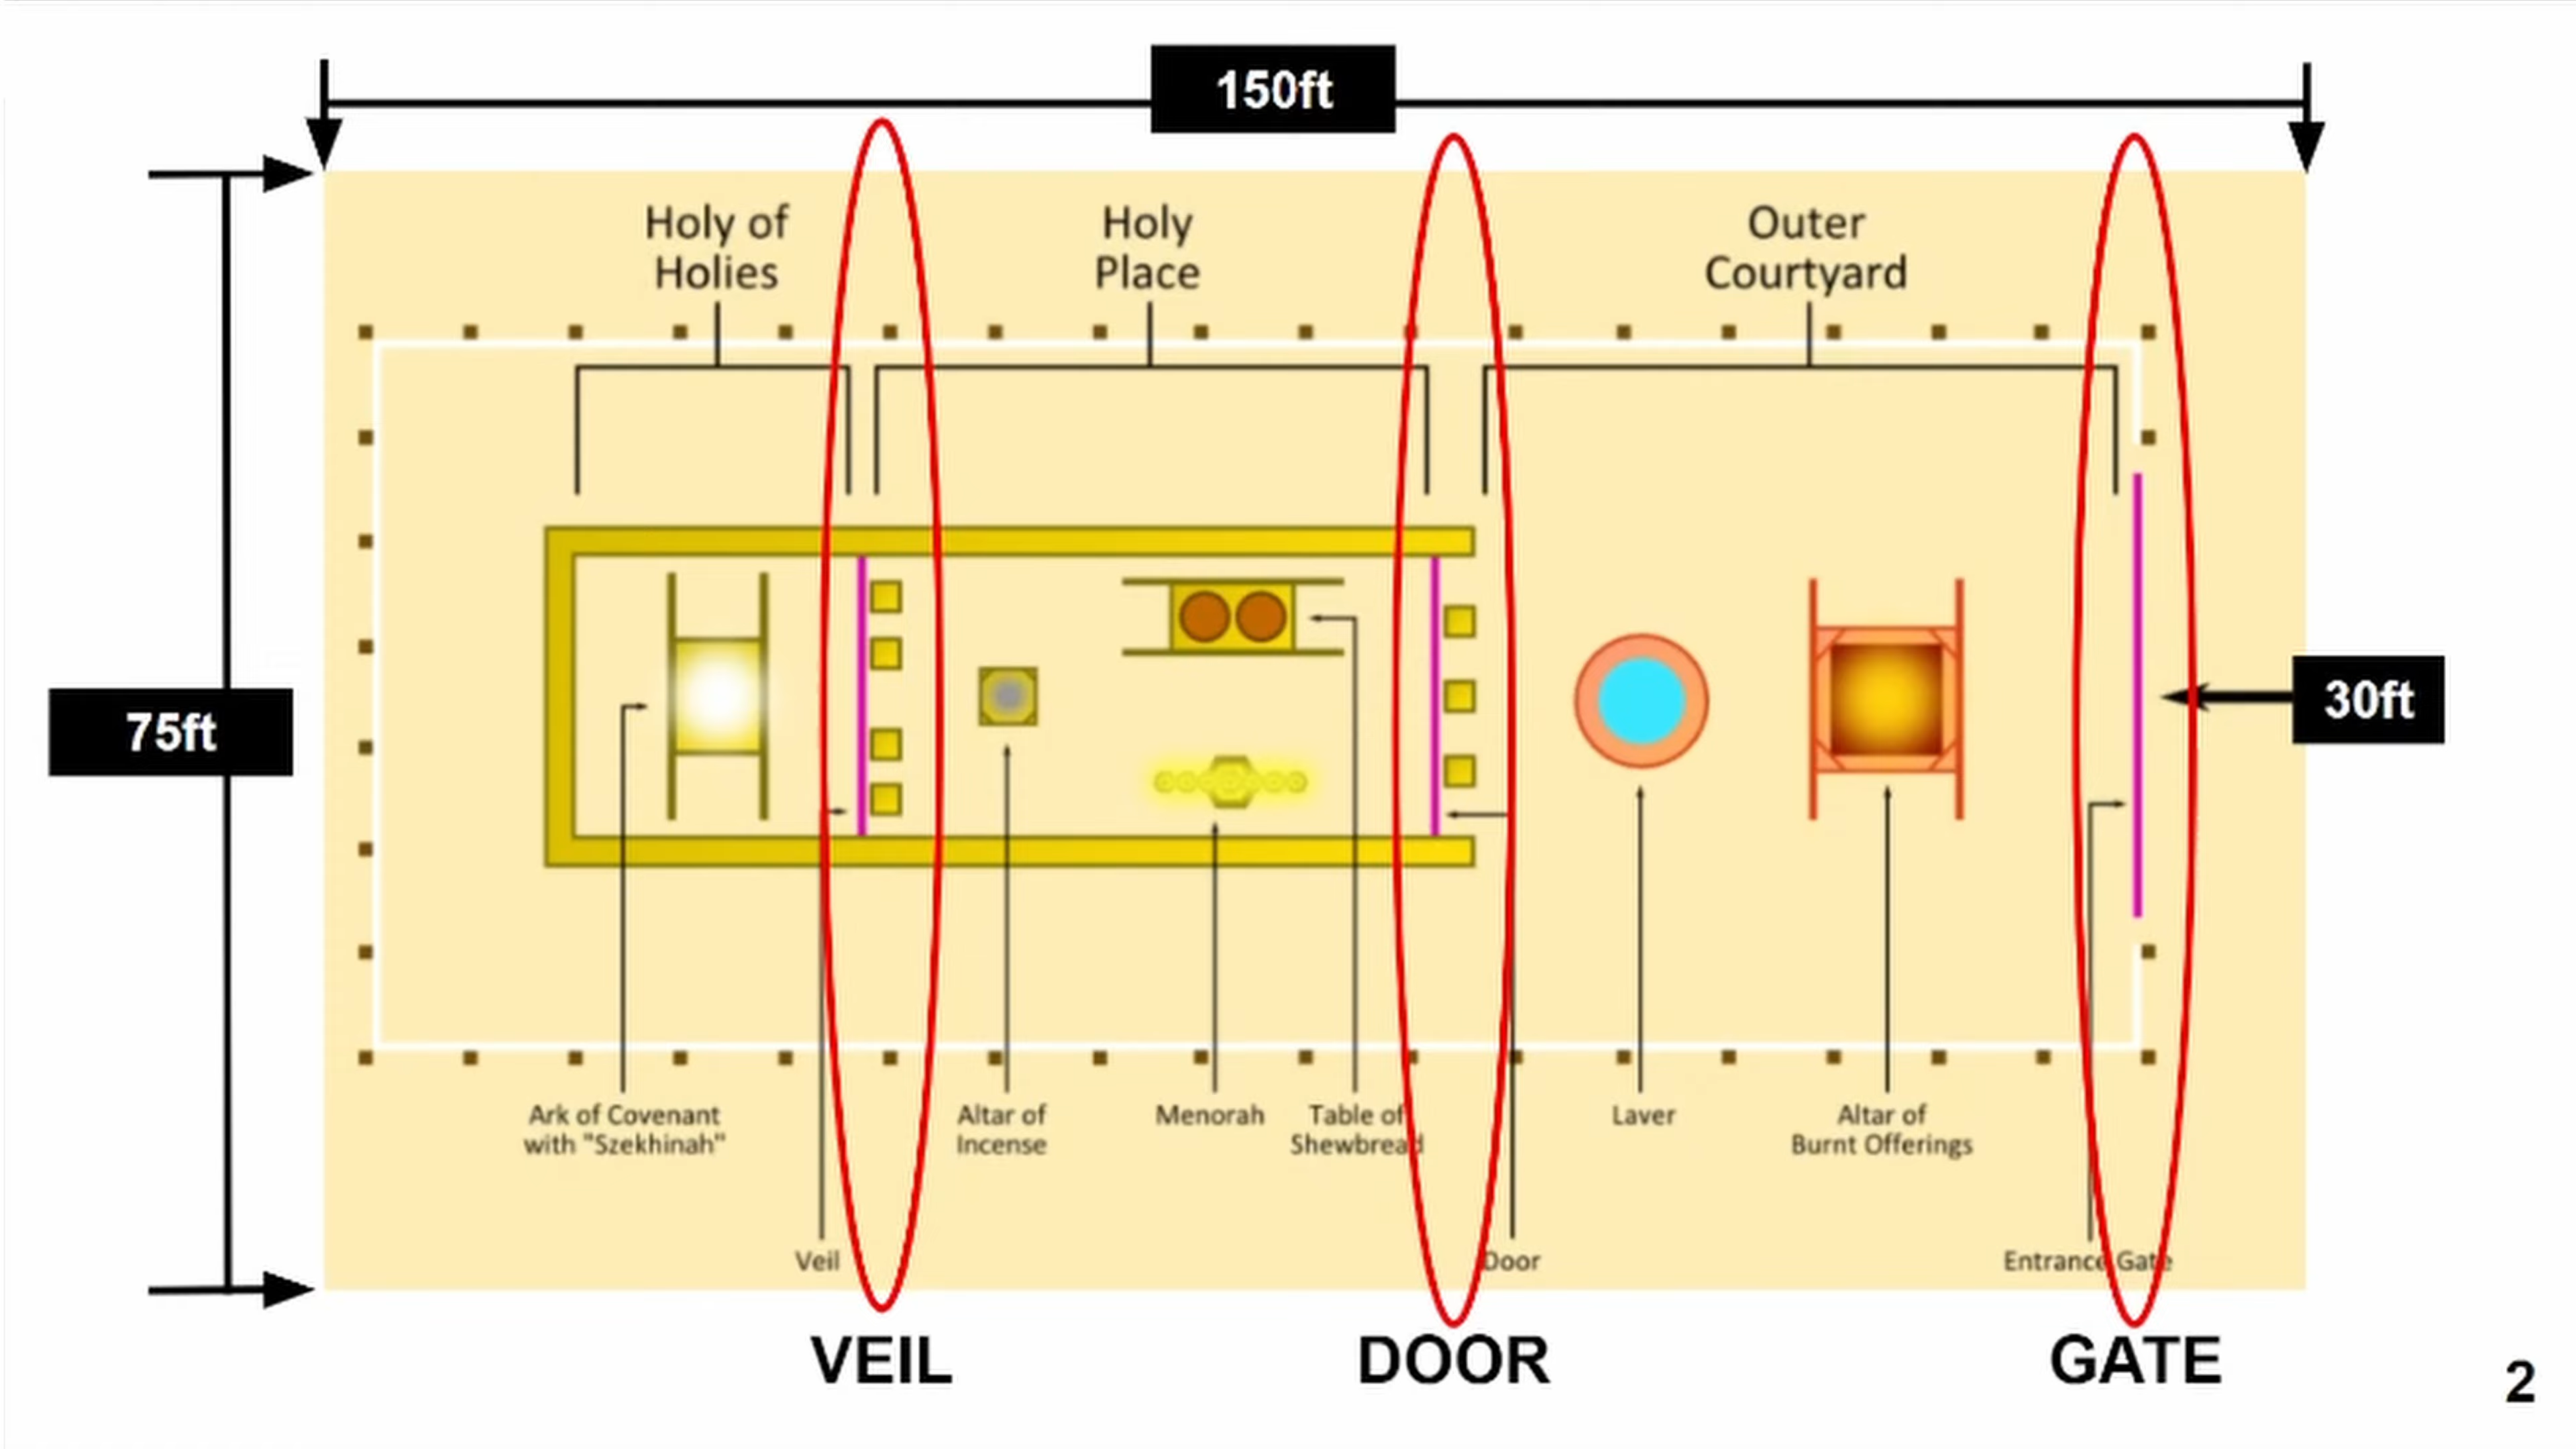 150ft
Holy of
Holies
Holy
Place
Outer
Courtyard
75ft
30ft
Ark of Covenant
with "Szekhinah"
Altar of
Incense
Menorah
Table of
Shewbread
Laver
Altar of
Burnt Offerings
Veil
Door
Entrance Gate
VEIL
DOOR
GATE
2